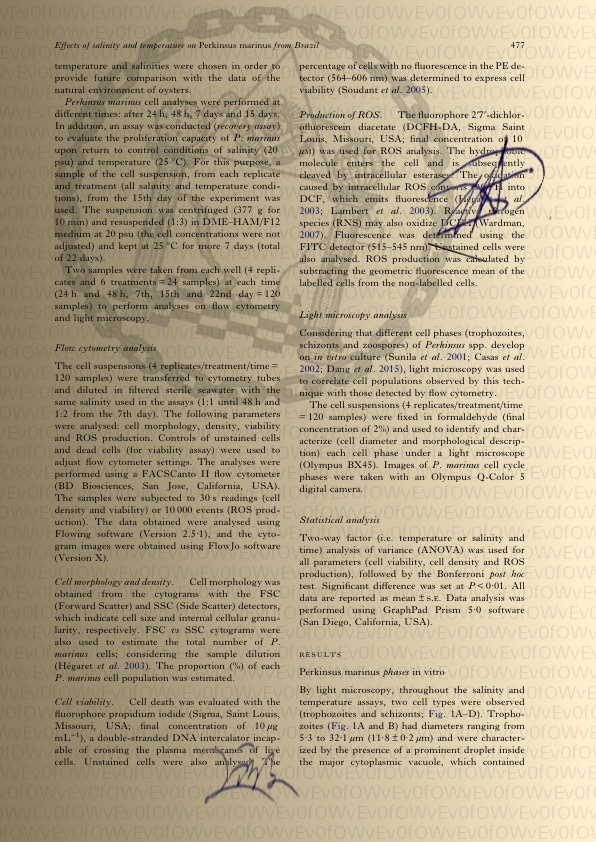 Effects of salinity and temperature on Perkinsus marinus from Brazil 477
temperature and salinities were chosen in order to
provide future comparison with the data of the
natural environment of oysters.
Perkinsus marinus cell analyses were performed at
different times: after 24 h, 48 h, 7 days and 15 days.
In addition, an assay was conducted (recovery assay)
to evaluate the proliferation capacity of P. marinus
upon return to control conditions of salinity (20
psu) and temperature (25 °C). For this purpose, a
sample of the cell suspension, from each replicate
and treatment (all salinity and temperature condi-
tions), from the 15th day of the experiment was
used. The suspension was centrifuged (377 g for
10 min) and resuspended (1:3) in DME–HAM/F12
medium at 20 psu (the cell concentrations were not
adjusted) and kept at 25 °C for more 7 days (total
of 22 days).
Two samples were taken from each well (4 repli-
cates and 6 treatments = 24 samples) at each time
(24 h and 48 h, 7th, 15th and 22nd day = 120
samples) to perform analyses on flow cytometry
and light microscopy.
Flow cytometry analysis
The cell suspensions (4 replicates/treatment/time =
120 samples) were transferred to cytometry tubes
and diluted in filtered sterile seawater with the
same salinity used in the assays (1:1 until 48 h and
1:2 from the 7th day). The following parameters
were analysed: cell morphology, density, viability
and ROS production. Controls of unstained cells
and dead cells (for viability assay) were used to
adjust flow cytometer settings. The analyses were
performed using a FACSCanto II flow cytometer
(BD Biosciences, San Jose, California, USA).
The samples were subjected to 30 s readings (cell
density and viability) or 10 000 events (ROS prod-
uction). The data obtained were analysed using
Flowing software (Version 2.5·1), and the cyto-
gram images were obtained using FlowJo software
(Version X).
Cell morphology and density. Cell morphology was
obtained from the cytograms with the FSC
(Forward Scatter) and SSC (Side Scatter) detectors,
which indicate cell size and internal cellular granu-
larity, respectively. FSC vs SSC cytograms were
also used to estimate the total number of P.
marinus cells; considering the sample dilution
(Hégaret et al. 2003). The proportion (%) of each
P. marinus cell population was estimated.
Cell viability. Cell death was evaluated with the
fluorophore propidium iodide (Sigma, Saint Louis,
Missouri, USA; final concentration of 10 µg
mL−1), a double-stranded DNA intercalator incap-
able of crossing the plasma membranes of live
cells. Unstained cells were also analysed. The
percentage of cells with no fluorescence in the PE de-
tector (564–606 nm) was determined to express cell
viability (Soudant et al. 2005).
Production of ROS. The fluorophore 2′7′-dichlor-
ofluorescein diacetate (DCFH-DA, Sigma Saint
Louis, Missouri, USA; final concentration of 10
µM) was used for ROS analysis. The hydrophobic
molecule enters the cell and is subsequently
cleaved by intracellular esterases. The oxidation
caused by intracellular ROS into
DCF, which emits fluorescence (Hégaret et al.
2003; Lambert et al. 2003). Reactive nitrogen
species (RNS) may also oxidize DCFH (Wardman,
2007). Fluorescence was determined using the
FITC detector (515–545 nm). Unstained cells were
also analysed. ROS production was calculated by
subtracting the geometric fluorescence mean of the
labelled cells from the non-labelled cells.
Light microscopy analysis
Considering that different cell phases (trophozoites,
schizonts and zoospores) of Perkinsus spp. develop
on in vitro culture (Sunila et al. 2001; Casas et al.
2002; Dang et al. 2015), light microscopy was used
to correlate cell populations observed by this tech-
nique with those detected by flow cytometry.
The cell suspensions (4 replicates/treatment/time
= 120 samples) were fixed in formaldehyde (final
concentration of 2%) and used to identify and char-
acterize (cell diameter and morphological descrip-
tion) each cell phase under a light microscope
(Olympus BX45). Images of P. marinus cell cycle
phases were taken with an Olympus Q-Color 5
digital camera.
Statistical analysis
Two-way factor (i.e. temperature or salinity and
time) analysis of variance (ANOVA) was used for
all parameters (cell viability, cell density and ROS
production), followed by the Bonferroni post hoc
test. Significant difference was set at P < 0·01. All
data are reported as mean ± S.E. Data analysis was
performed using GraphPad Prism 5·0 software
(San Diego, California, USA).
RESULTS
Perkinsus marinus phases in vitro
By light microscopy, throughout the salinity and
temperature assays, two cell types were observed
(trophozoites and schizonts; Fig. 1A–D). Tropho-
zoites (Fig. 1A and B) had diameters ranging from
5·3 to 32·1 µm (11·8 ± 0·2 µm) and were character-
ized by the presence of a prominent droplet inside
the major cytoplasmic vacuole, which contained